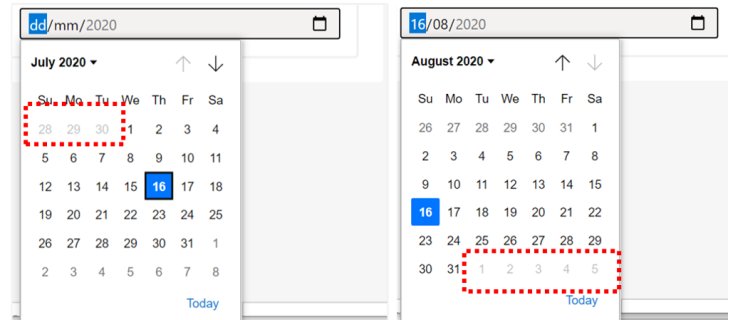 dd/mm/2020
July 2020
Su Mo Tu We Th Fr Sa
28 29 30 1 2 3 4
5 6 7 8 9 10 11
12 13 14 15 16 17 18
19 20 21 22 23 24 25
26 27 28 29 30 31 1
2 3 4 5 6 7 8
Today
16/08/2020
August 2020
Su Mo Tu We Th Fr Sa
26 27 28 29 30 31 1
2 3 4 5 6 7 8
9 10 11 12 13 14 15
16 17 18 19 20 21 22
23 24 25 26 27 28 29
30 31 1 2 3 4 5
Today